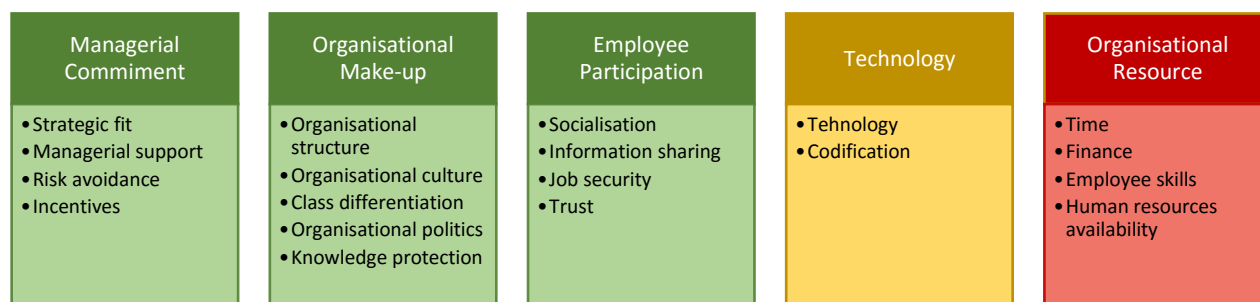 Managerial
Commiment
• Strategic fit
• Managerial support
• Risk avoidance
• Incentives
Organisational
Make-up
• Organisational
structure
• Organisational culture
• Class differentiation
• Organisational politics
• Knowledge protection
Employee
Participation
• Socialisation
• Information sharing
• Job security
• Trust
Technology
• Tehnology
• Codification
Organisational
Resource
• Time
• Finance
• Employee skills
• Human resources
availability